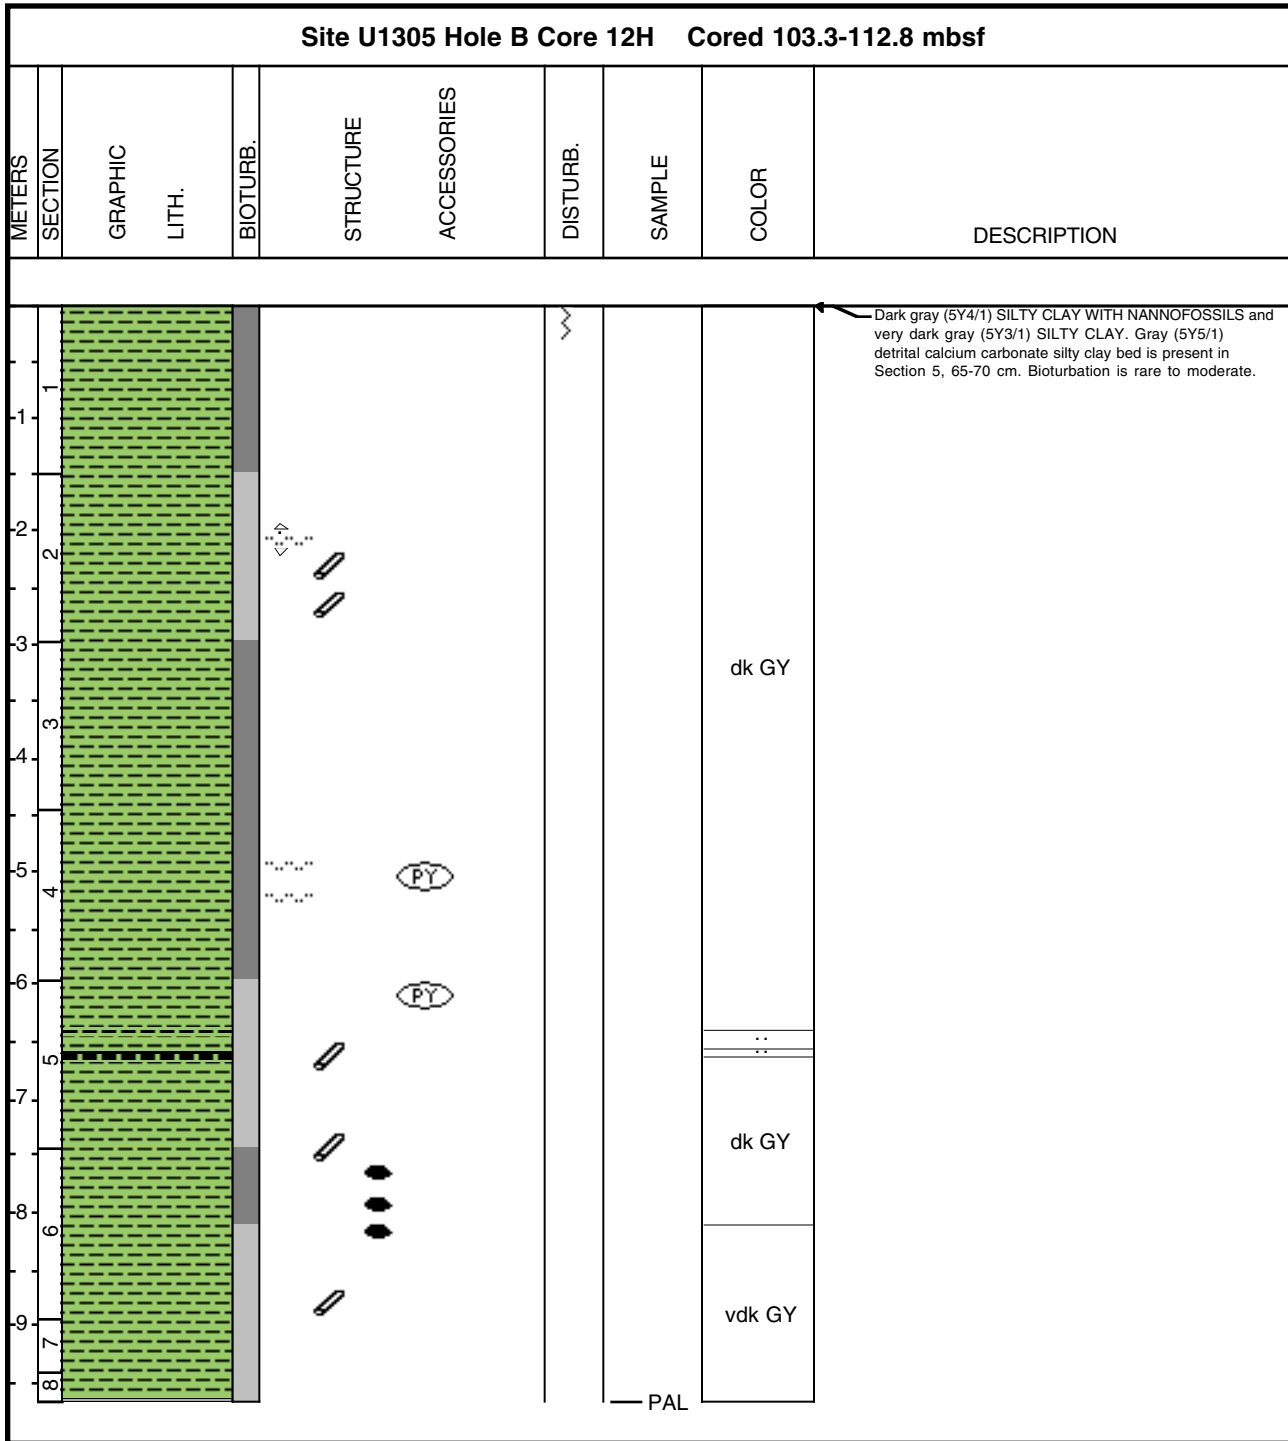 Site U1305 Hole B Core 12H Cored 103.3-112.8 mbsf
METERS
SECTION
GRAPHIC
LITH.
BIOTURB.
STRUCTURE
ACCESSORIES
DISTURB.
SAMPLE
COLOR
DESCRIPTION
Dark gray (5Y4/1) SILTY CLAY WITH NANNOFOSSILS and
very dark gray (5Y3/1) SILTY CLAY. Gray (5Y5/1)
detrital calcium carbonate silty clay bed is present in
Section 5, 65-70 cm. Bioturbation is rare to moderate.
1
1
2
2
3
dk GY
3
4
5
PY
4
6
PY
5
7
dk GY
8
6
9
vdk GY
7
8
PAL